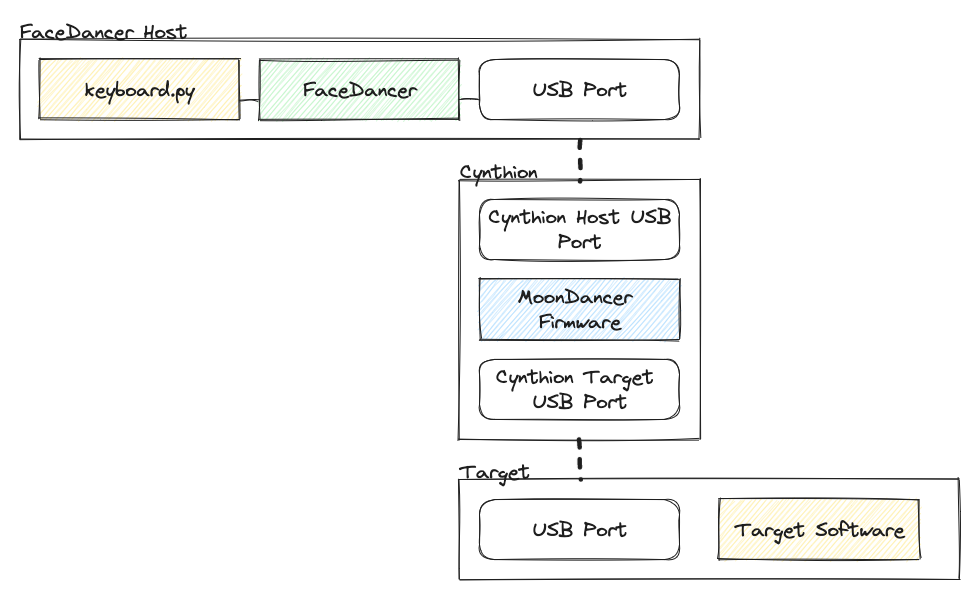 FaceDancer Host
keyboard.py
FaceDancer
USB Port
Cynthion
Cynthion Host USB
Port
MoonDancer
Firmware
Cynthion Target
USB Port
Target
USB Port
Target Software